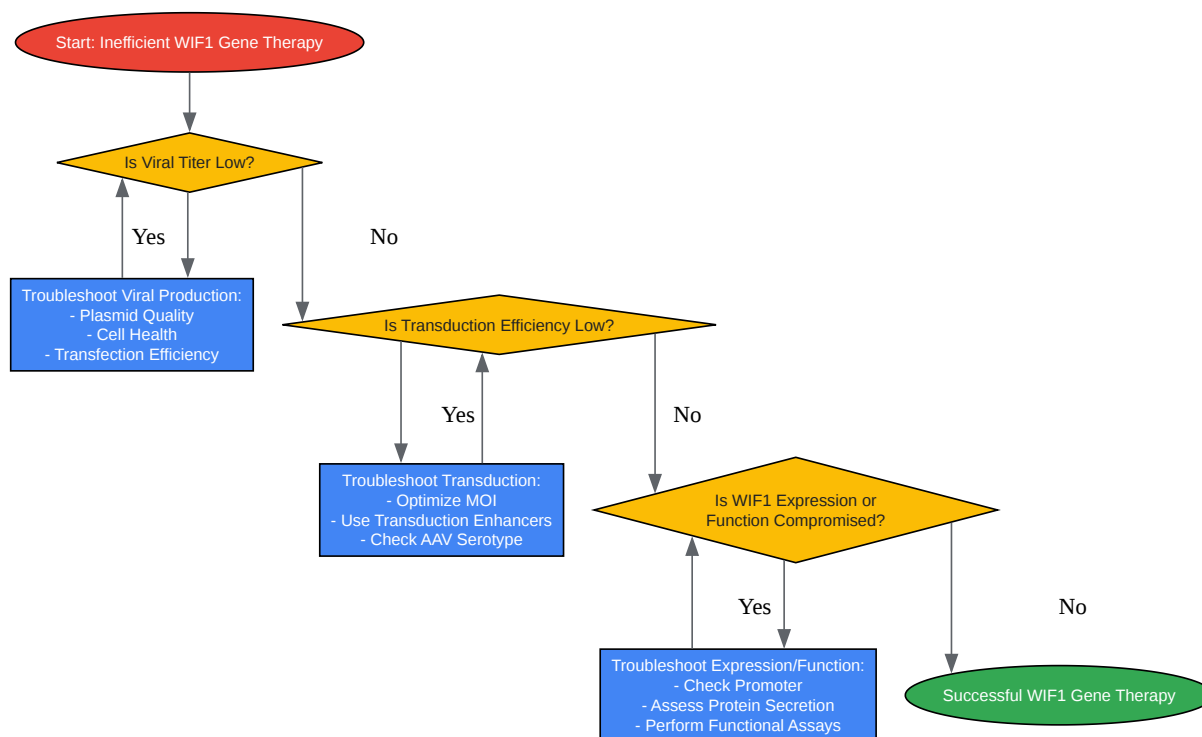 Start: Inefficient WIF1 Gene Therapy
Is Viral Titer Low?
Yes
No
Troubleshoot Viral Production:
- Plasmid Quality
- Cell Health
- Transfection Efficiency
Is Transduction Efficiency Low?
Yes
No
Troubleshoot Transduction:
- Optimize MOI
- Use Transduction Enhancers
- Check AAV Serotype
Is WIF1 Expression or
Function Compromised?
Yes
No
Troubleshoot Expression/Function:
- Check Promoter
- Assess Protein Secretion
- Perform Functional Assays
Successful WIF1 Gene Therapy